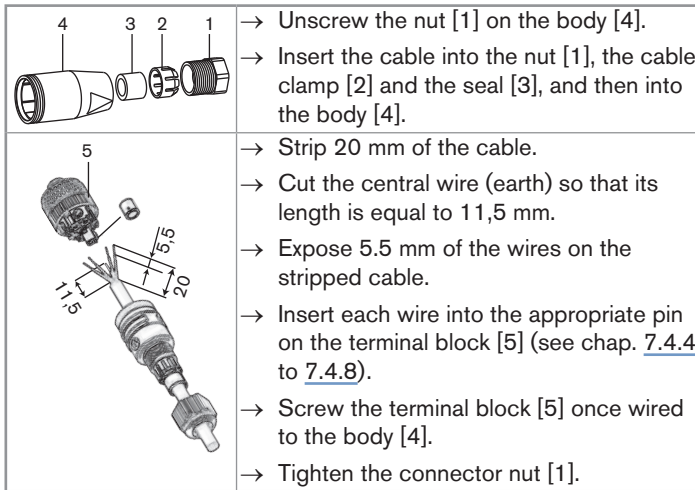 4 3 2 1
→ Unscrew the nut [1] on the body [4].
→ Insert the cable into the nut [1], the cable
clamp [2] and the seal [3], and then into
the body [4].
5
5,5
11,5
20
→ Strip 20 mm of the cable.
→ Cut the central wire (earth) so that its
length is equal to 11,5 mm.
→ Expose 5.5 mm of the wires on the
stripped cable.
→ Insert each wire into the appropriate pin
on the terminal block [5] (see chap. 7.4.4
to 7.4.8).
→ Screw the terminal block [5] once wired
to the body [4].
→ Tighten the connector nut [1].